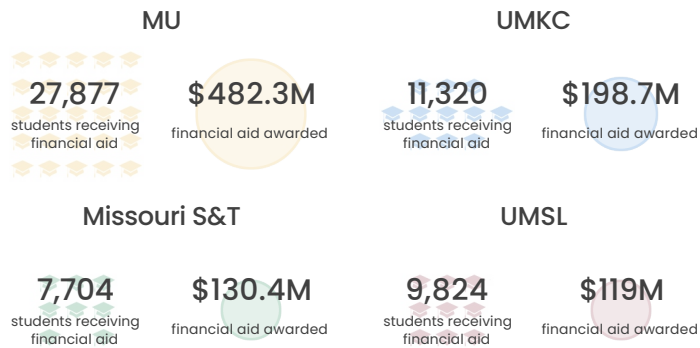 MU
27,877
students receiving
financial aid
$482.3M
financial aid awarded
UMKC
11,320
students receiving
financial aid
$198.7M
financial aid awarded
Missouri S&T
7,704
students receiving
financial aid
$130.4M
financial aid awarded
UMSL
9,824
students receiving
financial aid
$119M
financial aid awarded